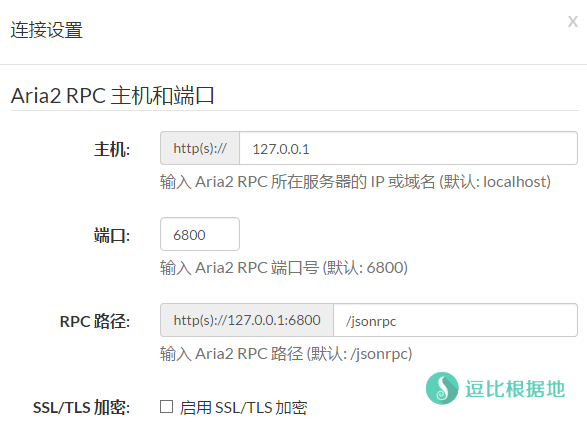 连接设置
x
Aria2 RPC 主机和端口
主机: http(s):// 127.0.0.1
输入 Aria2 RPC 所在服务器的 IP 或域名 (默认: localhost)
端口: 6800
输入 Aria2 RPC 端口号 (默认: 6800)
RPC 路径: http(s)://127.0.0.1:6800 /jsonrpc
输入 Aria2 RPC 路径 (默认: /jsonrpc)
逗比根据地
SSL/TLS 加密: 启用 SSL/TLS 加密